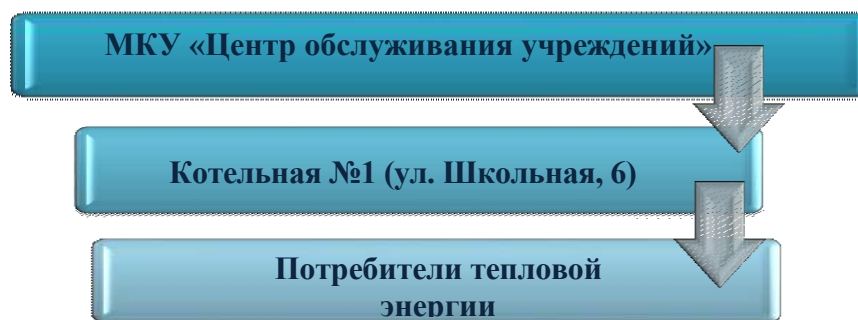 МКУ «Центр обслуживания учреждений»
Котельная №1 (ул. Школьная, 6)
Потребители тепловой
энергии